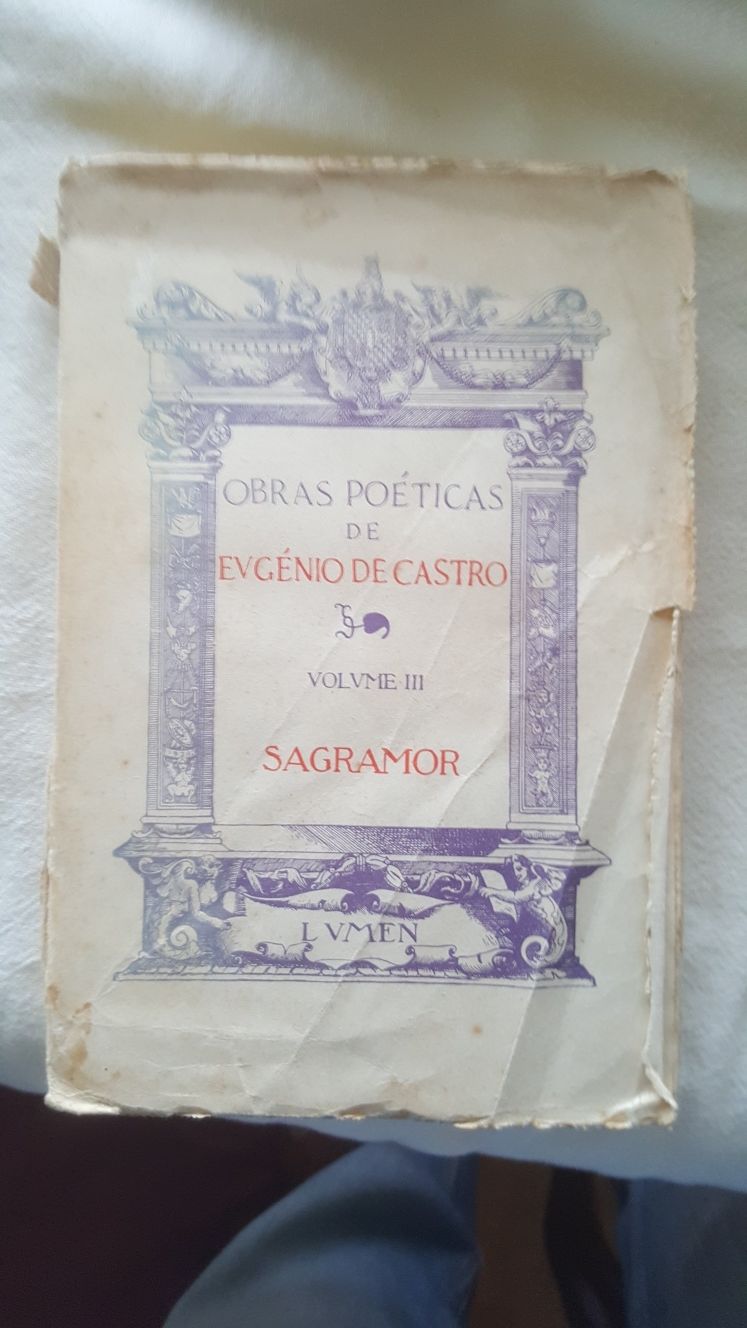 OBRAS POÉTICAS
DE
EVGÉNIO DE CASTRO
VOLVME III
SAGRAMOR
LVMEN